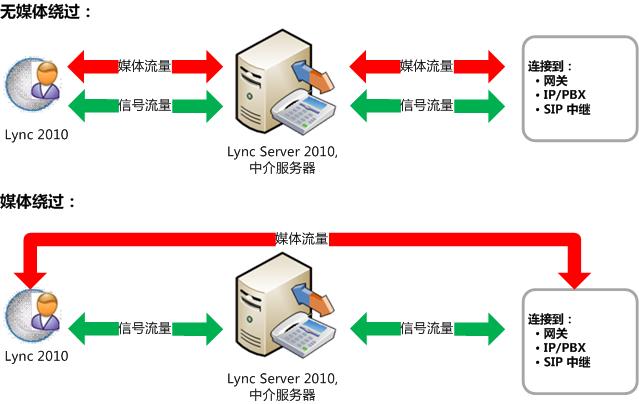 无媒体绕过：
媒体流量
媒体流量
信号流量
信号流量
连接到：
• 网关
• IP/PBX
• SIP 中继
Lync 2010
Lync Server 2010,
中介服务器
媒体绕过：
媒体流量
信号流量
信号流量
连接到：
• 网关
• IP/PBX
• SIP 中继
Lync 2010
Lync Server 2010,
中介服务器